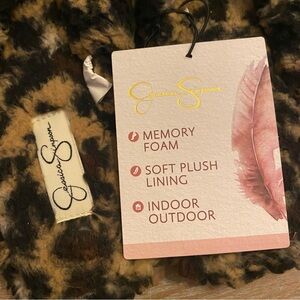 Jessica Simpson
Jessica Simpson
MEMORY
FOAM
SOFT PLUSH
LINING
INDOOR
OUTDOOR